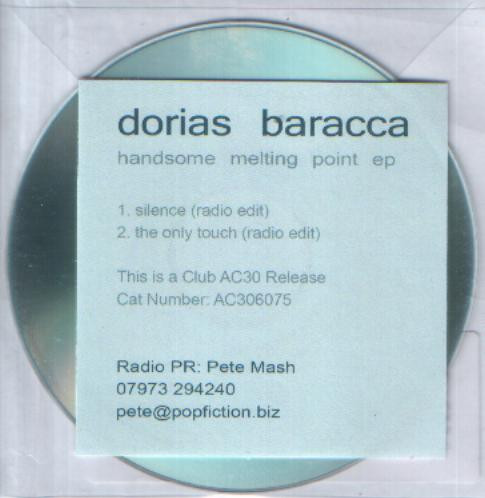 dorias baracca
handsome melting point ep
1. silence (radio edit)
2. the only touch (radio edit)
This is a Club AC30 Release
Cat Number: AC306075
Radio PR: Pete Mash
07973 294240
pete@popfiction.biz